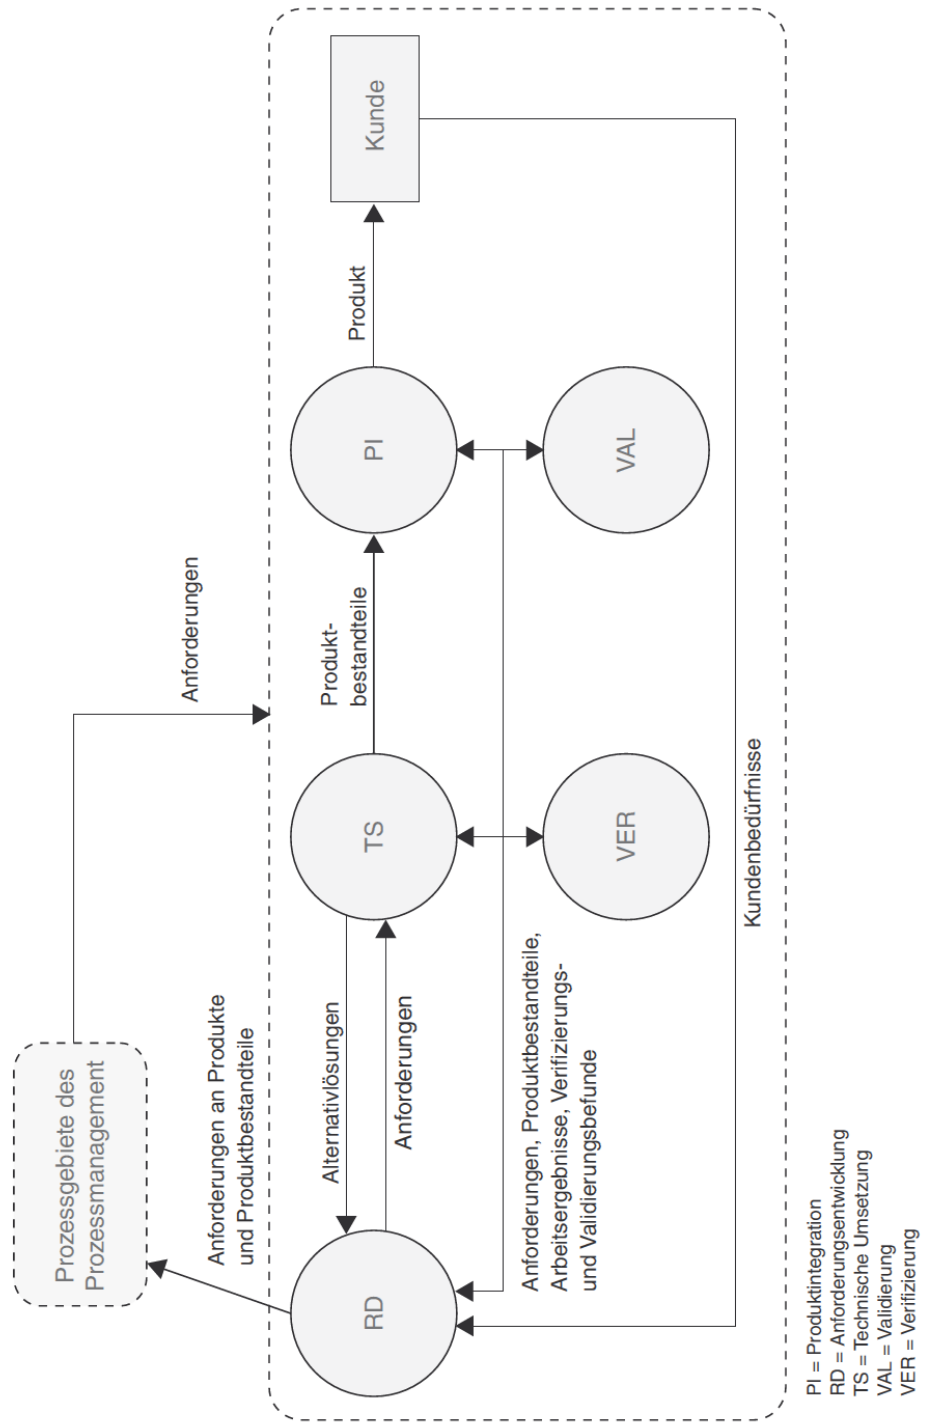 Prozessgebiete des
Prozessmanagement
Anforderungen
Anforderungen an Produkte
und Produktbestandteile
Alternativlösungen
Anforderungen
Produkt-
bestandteile
Produkt
RD
TS
PI
Kunde
Anforderungen, Produktbestandteile,
Arbeitsergebnisse, Verifizierungs-
und Validierungsbefunde
VER
VAL
Kundenbedürfnisse
PI = Produktintegration
RD = Anforderungsentwicklung
TS = Technische Umsetzung
VAL = Validierung
VER = Verifizierung